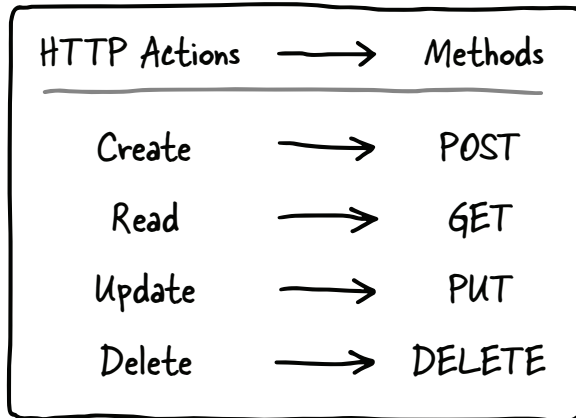 HTTP Actions → Methods
Create → POST
Read → GET
Update → PUT
Delete → DELETE